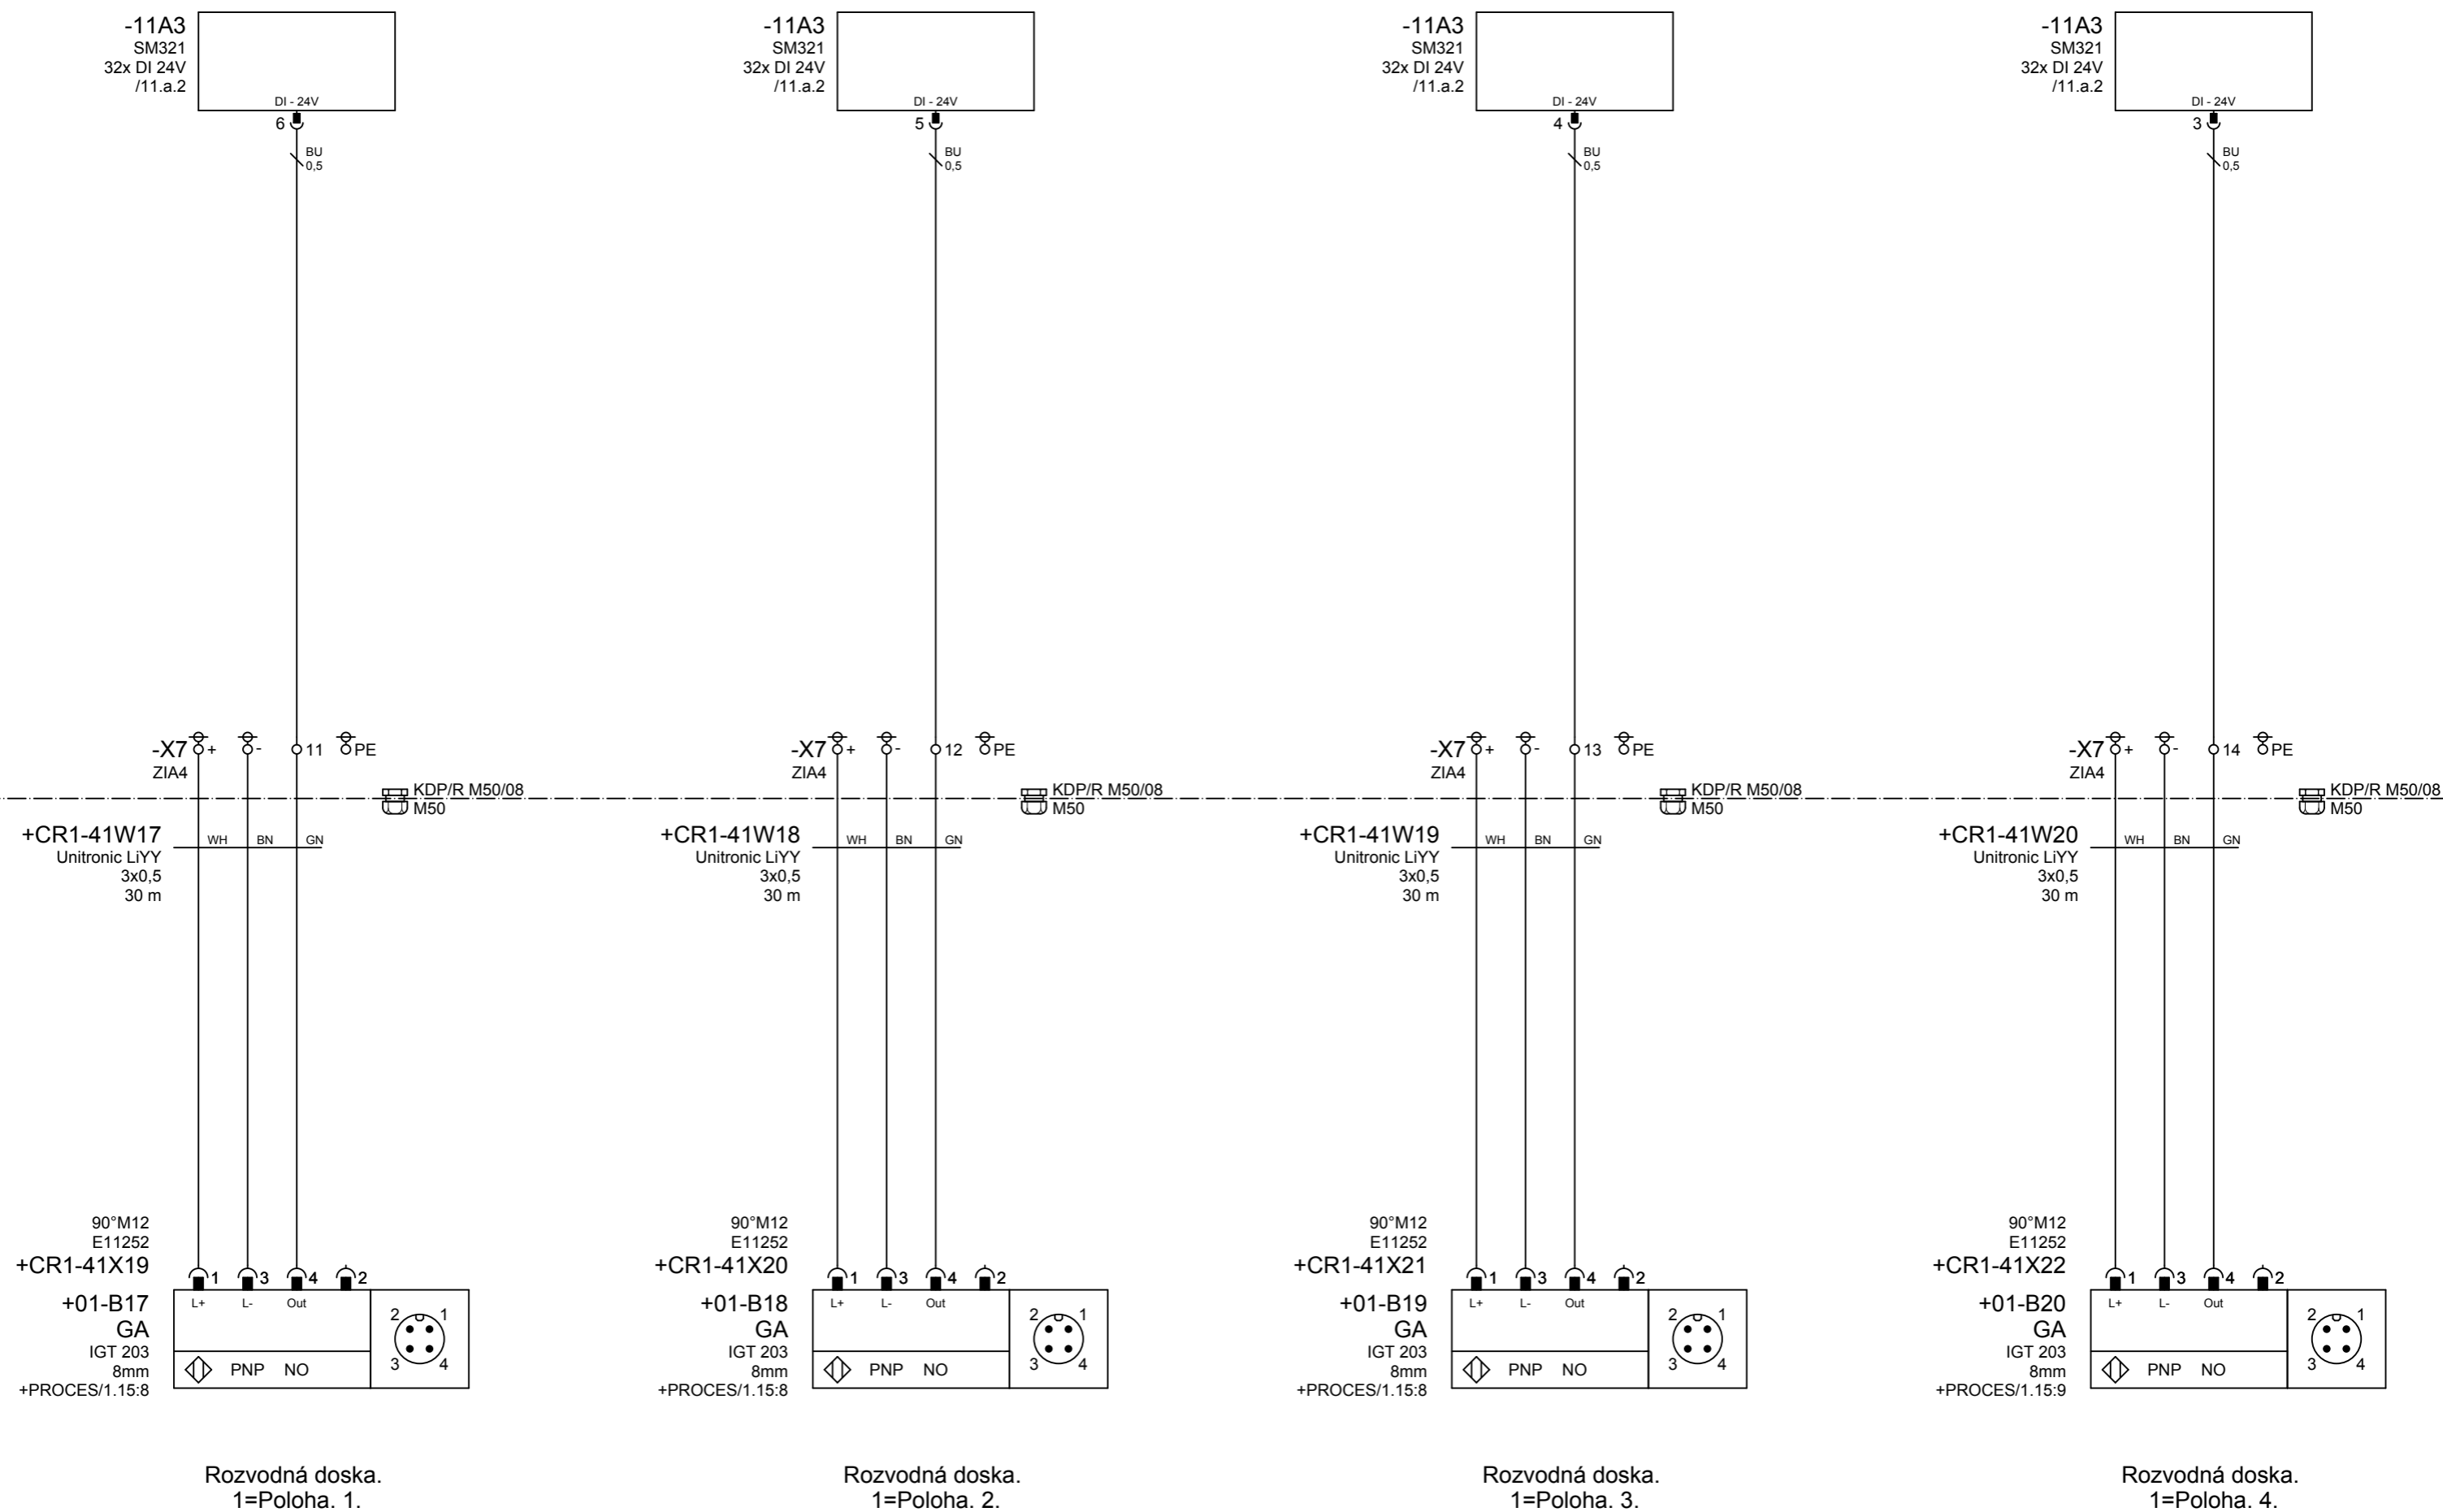 -11A3
SM321
32x DI 24V
/11.a.2
DI - 24V
6
BU
0,5
-X7
+
-
11
PE
ZIA4
KDP/R M50/08
M50
+CR1-41W17
WH
BN
GN
Unitronic LiYY
3x0,5
30 m
90°M12
E11252
+CR1-41X19
1
3
4
2
+01-B17
L+
L-
Out
GA
IGT 203
8mm
+PROCES/1.15:8
PNP
NO
2
1
3
4
Rozvodná doska.
1=Poloha. 1.
-11A3
SM321
32x DI 24V
/11.a.2
DI - 24V
5
BU
0,5
-X7
+
-
12
PE
ZIA4
KDP/R M50/08
M50
+CR1-41W18
WH
BN
GN
Unitronic LiYY
3x0,5
30 m
90°M12
E11252
+CR1-41X20
1
3
4
2
+01-B18
L+
L-
Out
GA
IGT 203
8mm
+PROCES/1.15:8
PNP
NO
2
1
3
4
Rozvodná doska.
1=Poloha. 2.
-11A3
SM321
32x DI 24V
/11.a.2
DI - 24V
4
BU
0,5
-X7
+
-
13
PE
ZIA4
KDP/R M50/08
M50
+CR1-41W19
WH
BN
GN
Unitronic LiYY
3x0,5
30 m
90°M12
E11252
+CR1-41X21
1
3
4
2
+01-B19
L+
L-
Out
GA
IGT 203
8mm
+PROCES/1.15:8
PNP
NO
2
1
3
4
Rozvodná doska.
1=Poloha. 3.
-11A3
SM321
32x DI 24V
/11.a.2
DI - 24V
3
BU
0,5
-X7
+
-
14
PE
ZIA4
KDP/R M50/08
M50
+CR1-41W20
WH
BN
GN
Unitronic LiYY
3x0,5
30 m
90°M12
E11252
+CR1-41X22
1
3
4
2
+01-B20
L+
L-
Out
GA
IGT 203
8mm
+PROCES/1.15:9
PNP
NO
2
1
3
4
Rozvodná doska.
1=Poloha. 4.